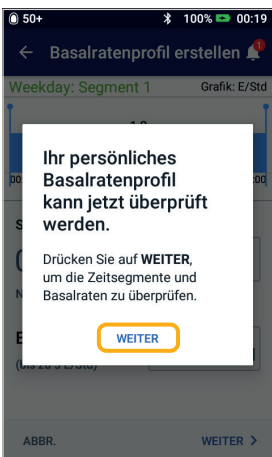 50+ 100% 00:19
Basalratenprofil erstellen
Weekday: Segment 1 Grafik: E/Std
Ihr persönliches
Basalratenprofil
kann jetzt überprüft
werden.
Drücken Sie auf WEITER,
um die Zeitsegmente und
Basalraten zu überprüfen.
WEITER
ABBR. WEITER >